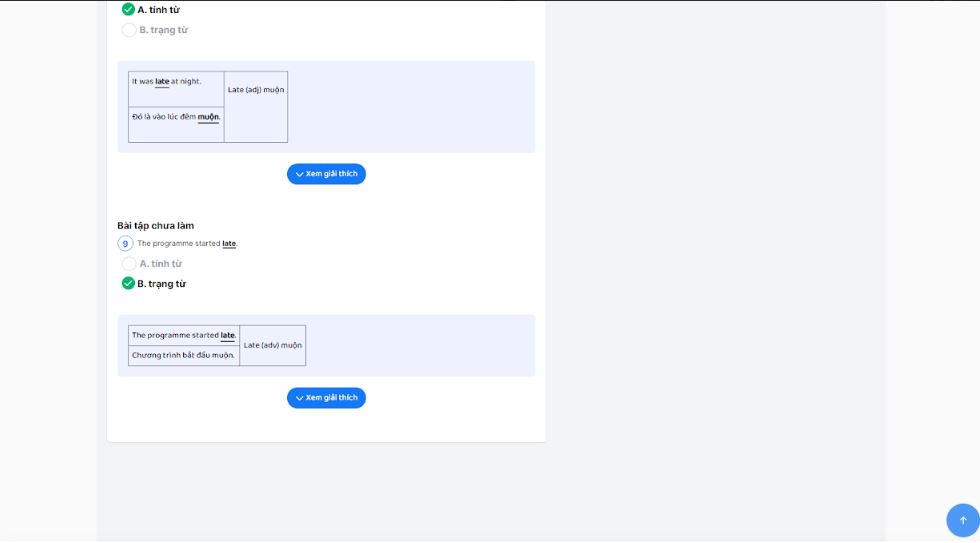 A. tính từ
B. trạng từ
It was late at night.
Late (adj) muộn
Đó là vào lúc đêm muộn.
Xem giải thích
Bài tập chưa làm
9 The programme started late.
A. tính từ
B. trạng từ
The programme started late.
Late (adv) muộn
Chương trình bắt đầu muộn.
Xem giải thích